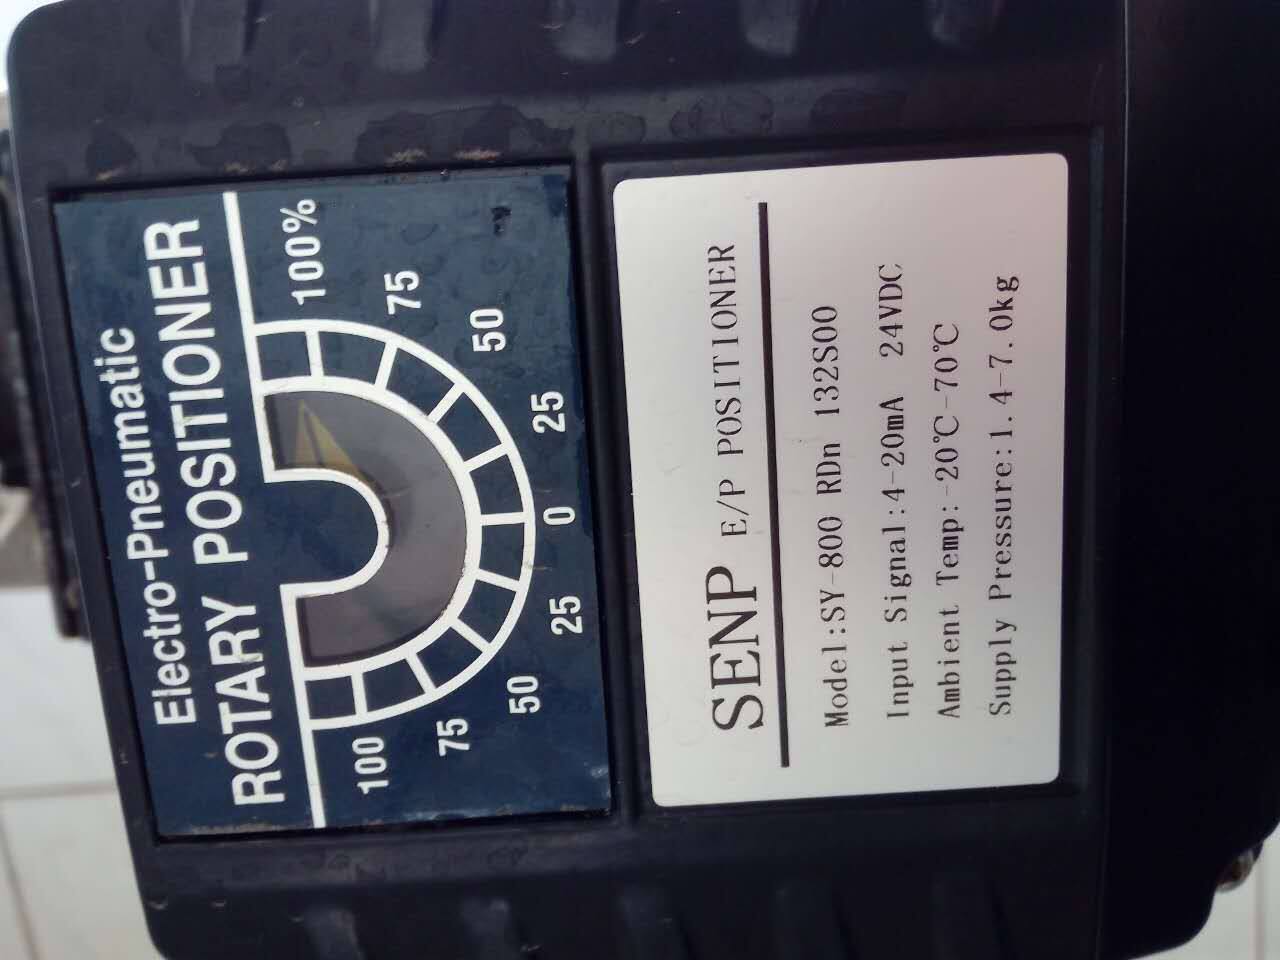 Electro-Pneumatic
ROTARY POSITIONER
100 75 50 25 0 25 50 75 100%
SENP E/P POSITIONER
Model:SY-800 RDn 132S00
Input Signal:4-20mA 24VDC
Ambient Temp:-20℃-70℃
Supply Pressure:1.4-7.0kg